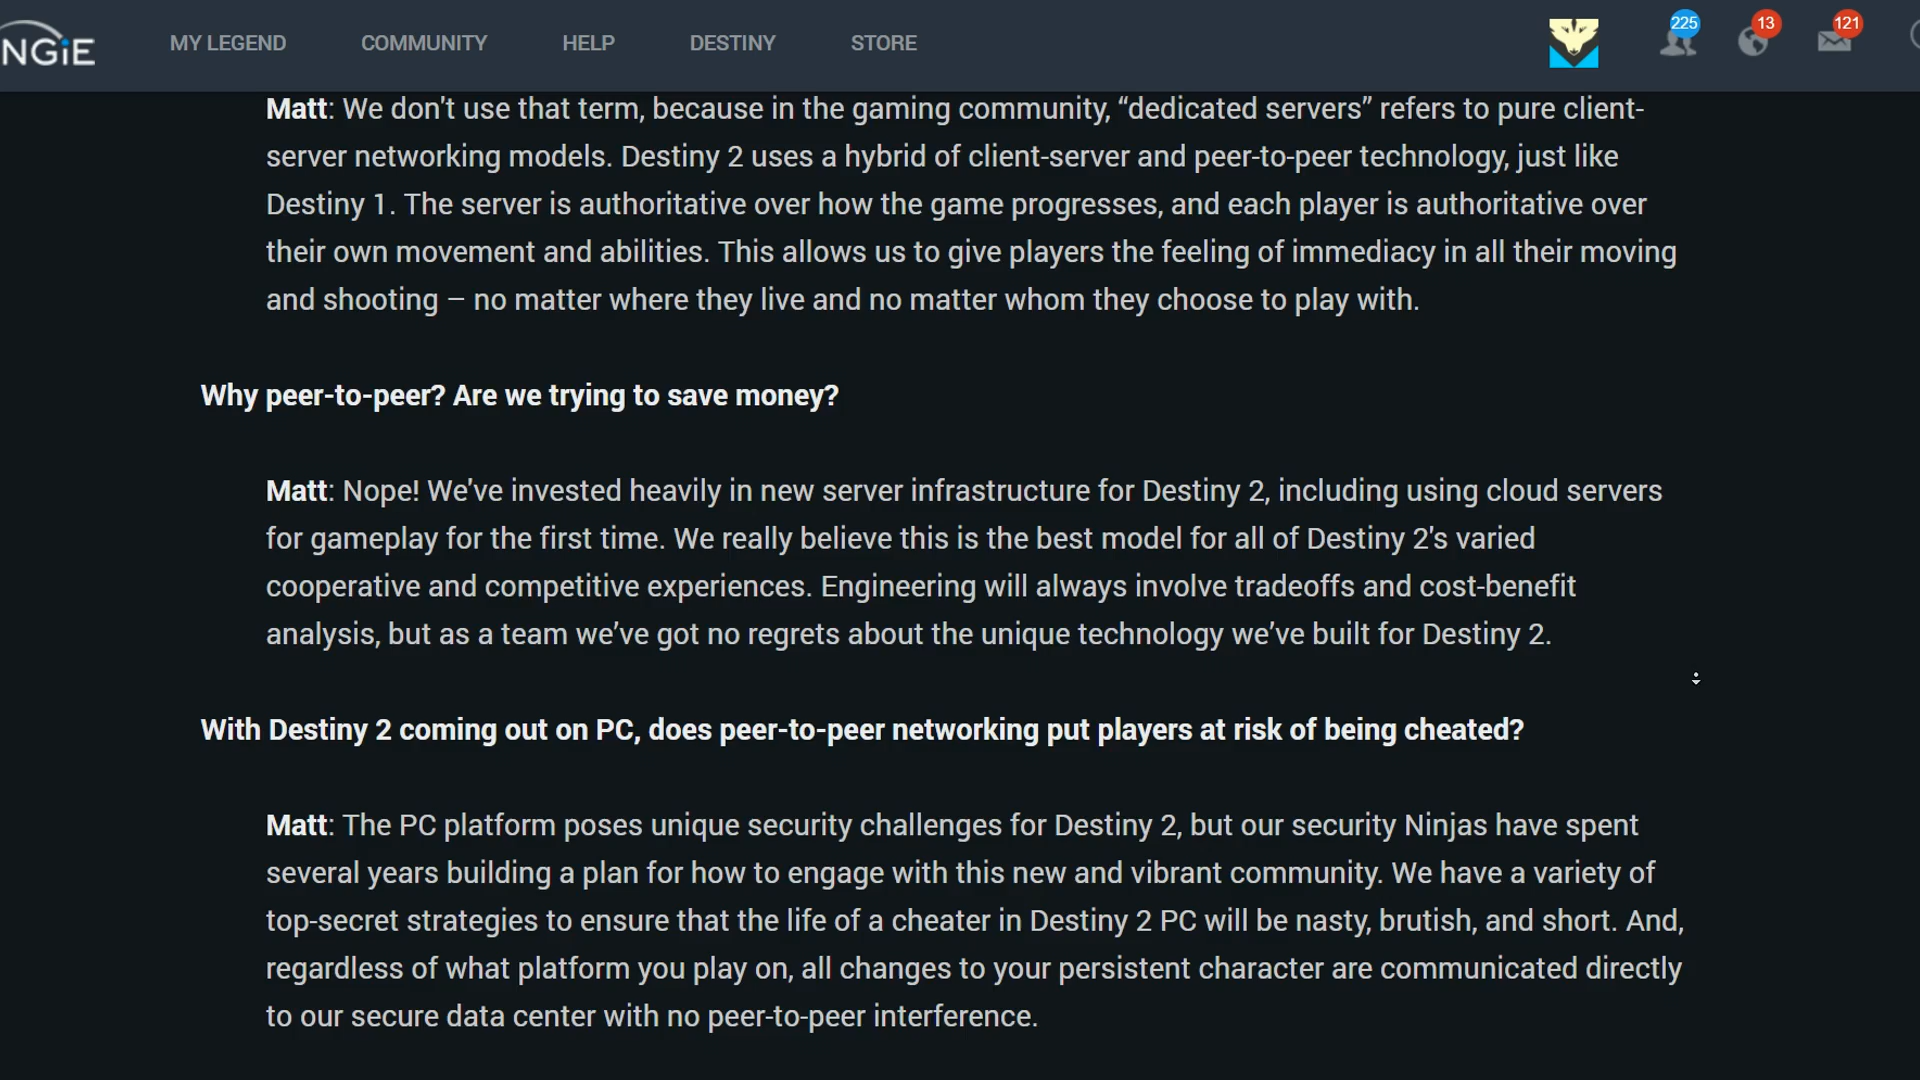 NGiE
MY LEGEND COMMUNITY HELP DESTINY STORE 225 13 121
Matt: We don't use that term, because in the gaming community, “dedicated servers” refers to pure client-
server networking models. Destiny 2 uses a hybrid of client-server and peer-to-peer technology, just like
Destiny 1. The server is authoritative over how the game progresses, and each player is authoritative over
their own movement and abilities. This allows us to give players the feeling of immediacy in all their moving
and shooting – no matter where they live and no matter whom they choose to play with.
Why peer-to-peer? Are we trying to save money?
Matt: Nope! We've invested heavily in new server infrastructure for Destiny 2, including using cloud servers
for gameplay for the first time. We really believe this is the best model for all of Destiny 2's varied
cooperative and competitive experiences. Engineering will always involve tradeoffs and cost-benefit
analysis, but as a team we’ve got no regrets about the unique technology we’ve built for Destiny 2.
With Destiny 2 coming out on PC, does peer-to-peer networking put players at risk of being cheated?
Matt: The PC platform poses unique security challenges for Destiny 2, but our security Ninjas have spent
several years building a plan for how to engage with this new and vibrant community. We have a variety of
top-secret strategies to ensure that the life of a cheater in Destiny 2 PC will be nasty, brutish, and short. And,
regardless of what platform you play on, all changes to your persistent character are communicated directly
to our secure data center with no peer-to-peer interference.